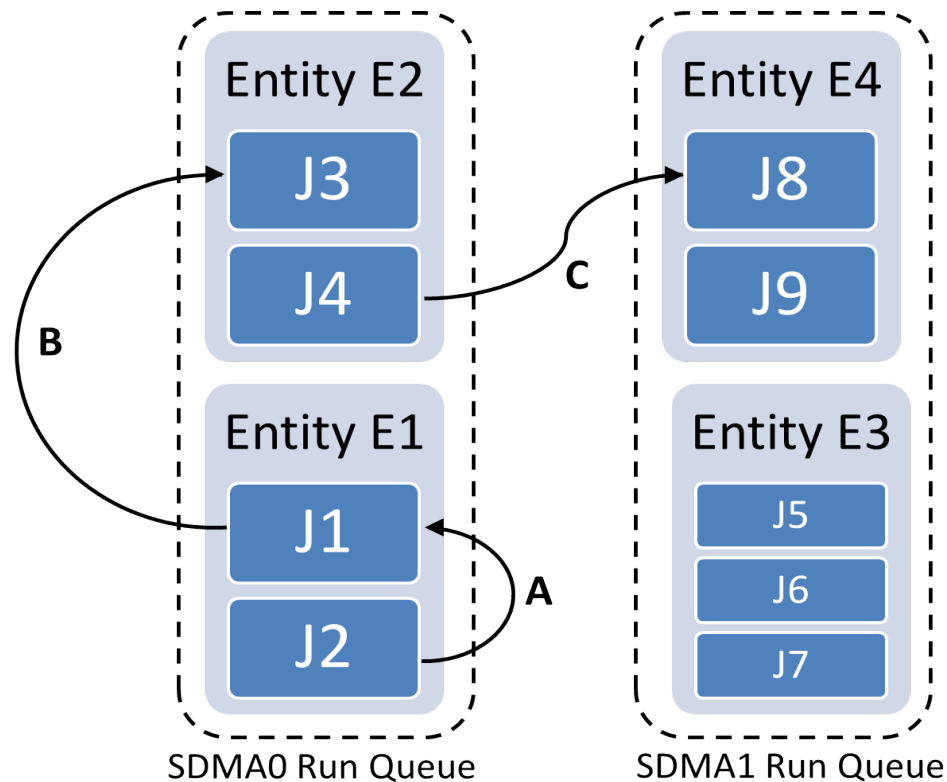 Entity E2
J3
J4
B
Entity E1
J1
J2
A
SDMA0 Run Queue
C
Entity E4
J8
J9
Entity E3
J5
J6
J7
SDMA1 Run Queue